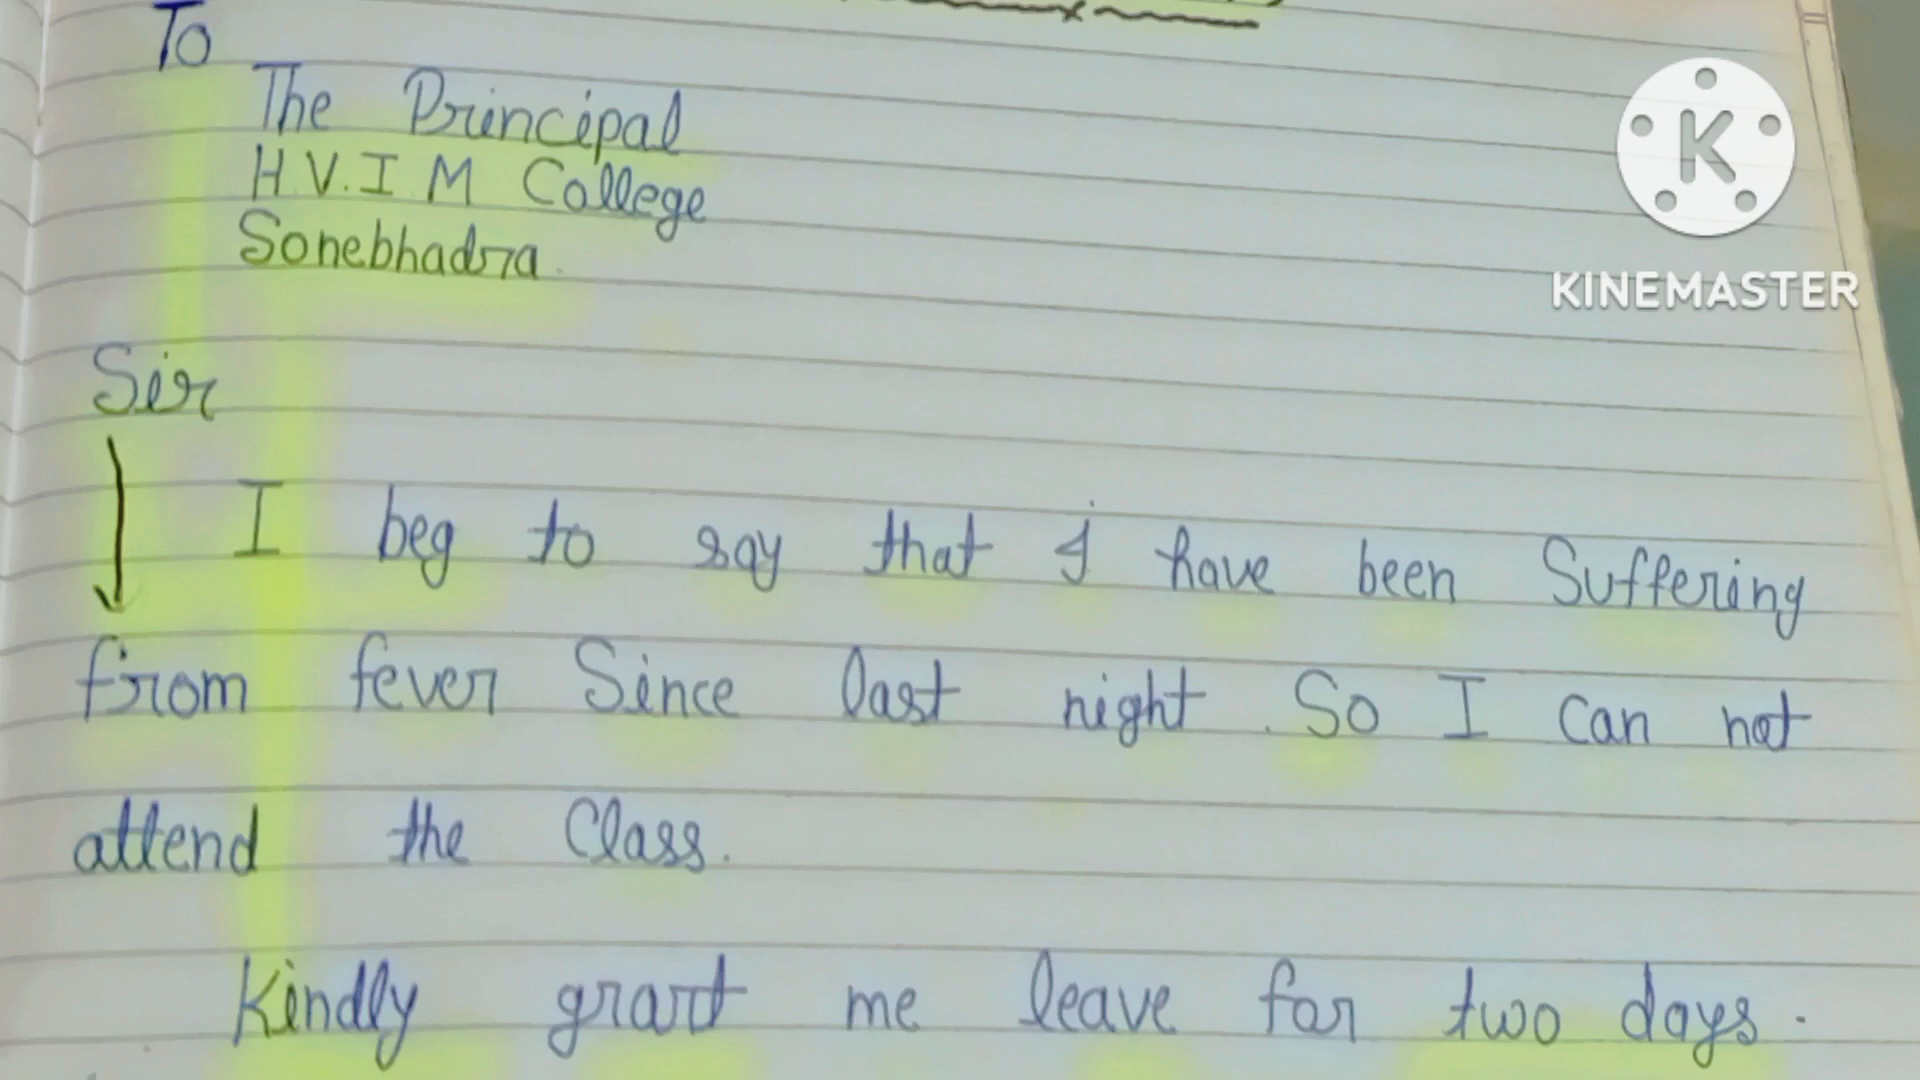 To
The Principal
H.V.I.M College
Sonebhadra.
KINEMASTER
Sir
I beg to say that I have been Suffering
from fever Since last night. So I can not
attend the Class.
Kindly grant me leave for two days.